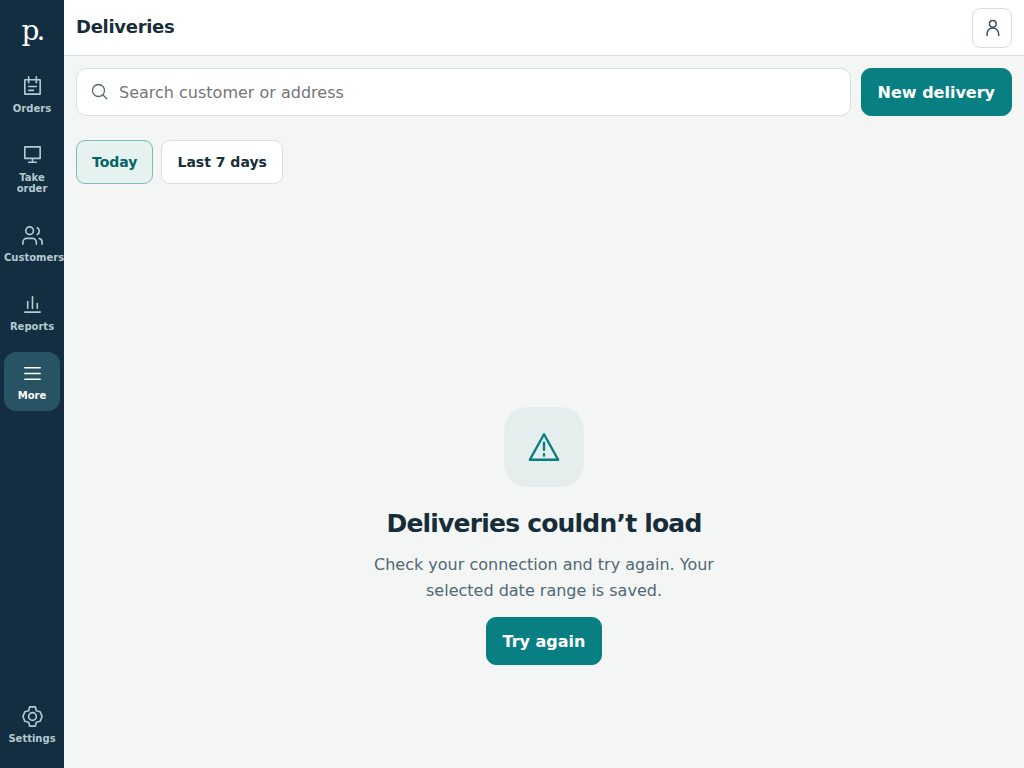 p.
Deliveries
Orders
Take
order
Customers
Reports
More
Settings
Search customer or address
New delivery
Today
Last 7 days
Deliveries couldn’t load
Check your connection and try again. Your
selected date range is saved.
Try again